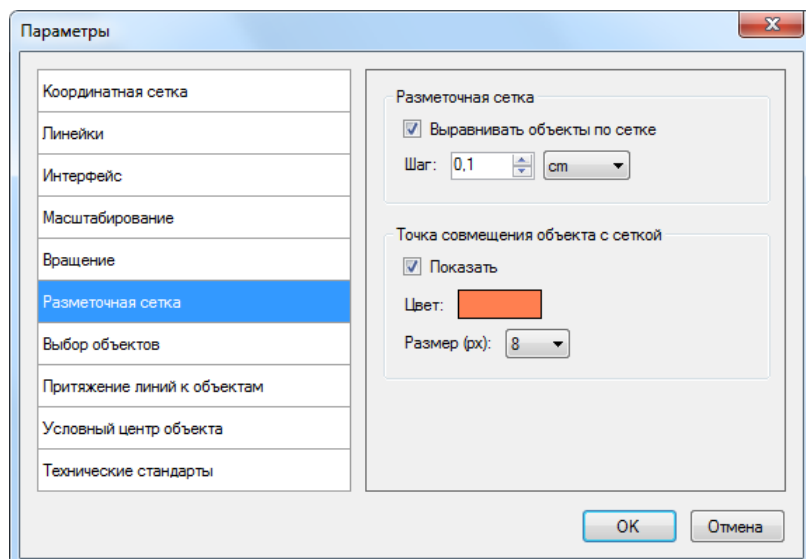 Параметры
Координатная сетка
Линейки
Интерфейс
Масштабирование
Вращение
Разметочная сетка
Выбор объектов
Притяжение линий к объектам
Условный центр объекта
Технические стандарты
Разметочная сетка
Выравнивать объекты по сетке
Шаг: 0,1 cm
Точка совмещения объекта с сеткой
Показать
Цвет:
Размер (px): 8
OK Отмена